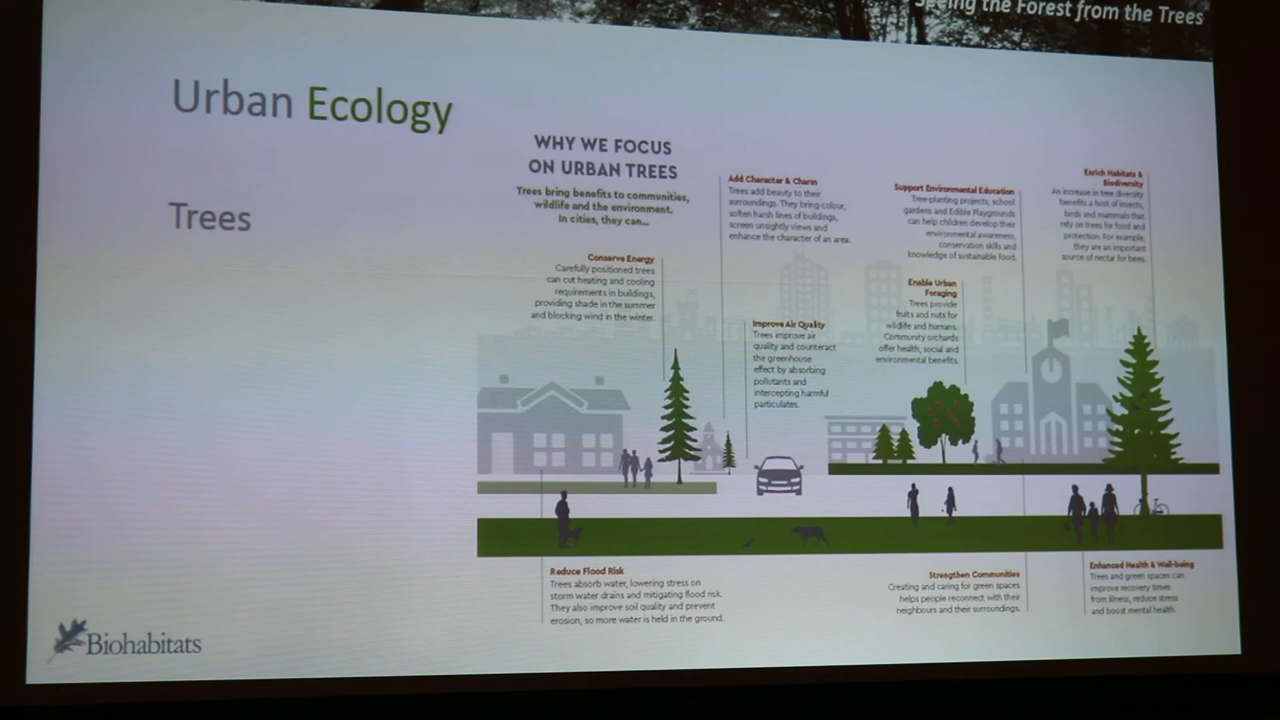 the Forest from the Trees
Urban Ecology
Trees
WHY WE FOCUS
ON URBAN TREES
Trees bring benefits to communities,
wildlife and the environment.
In cities, they can...
Conserve Energy
Carefully positioned trees
can cut heating and cooling
requirements in buildings,
providing shade in the summer
and blocking wind in the winter.
Add Character & Charm
Trees add beauty to their
surroundings. They bring colour,
soften harsh lines of buildings,
screen unsightly views and
enhance the character of an area.
Improve Air Quality
Trees improve air
quality and counteract
the greenhouse
effect by absorbing
pollutants and
intercepting harmful
particulates.
Support Environmental Education
Tree-planting projects, school
gardens and Edible Playgrounds
can help children develop their
environmental awareness,
conservation skills and
knowledge of sustainable food.
Enable Urban
Foraging
Trees provide
fruits and nuts for
wildlife and humans.
Community orchards
offer health, social and
environmental benefits.
Enrich Habitats &
Biodiversity
An increase in tree diversity
benefits a host of insects,
birds and mammals that
rely on trees for food and
protection. For example,
they are an important
source of nectar for bees.
Reduce Flood Risk
Trees absorb water, lowering stress on
storm water drains and mitigating flood risk.
They also improve soil quality and prevent
erosion, so more water is held in the ground.
Strengthen Communities
Creating and caring for green spaces
helps people reconnect with their
neighbours and their surroundings.
Enhanced Health & Well-being
Trees and green spaces can
improve recovery times
from illness, reduce stress
and boost mental health.
Biohabitats